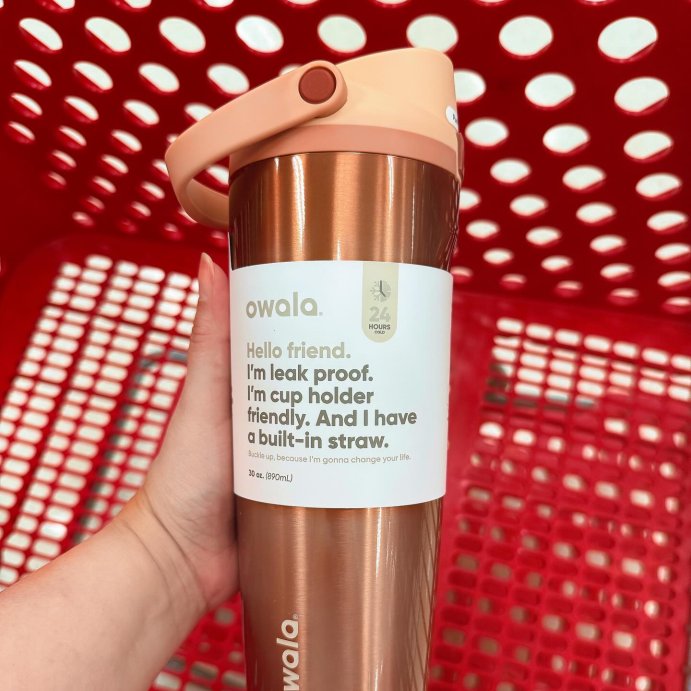 owala®
24
HOURS
COLD
Hello friend.
I'm leak proof.
I'm cup holder
friendly. And I have
a built-in straw.
Buckle up, because I'm gonna change your life.
30 oz. (890mL)
owala®